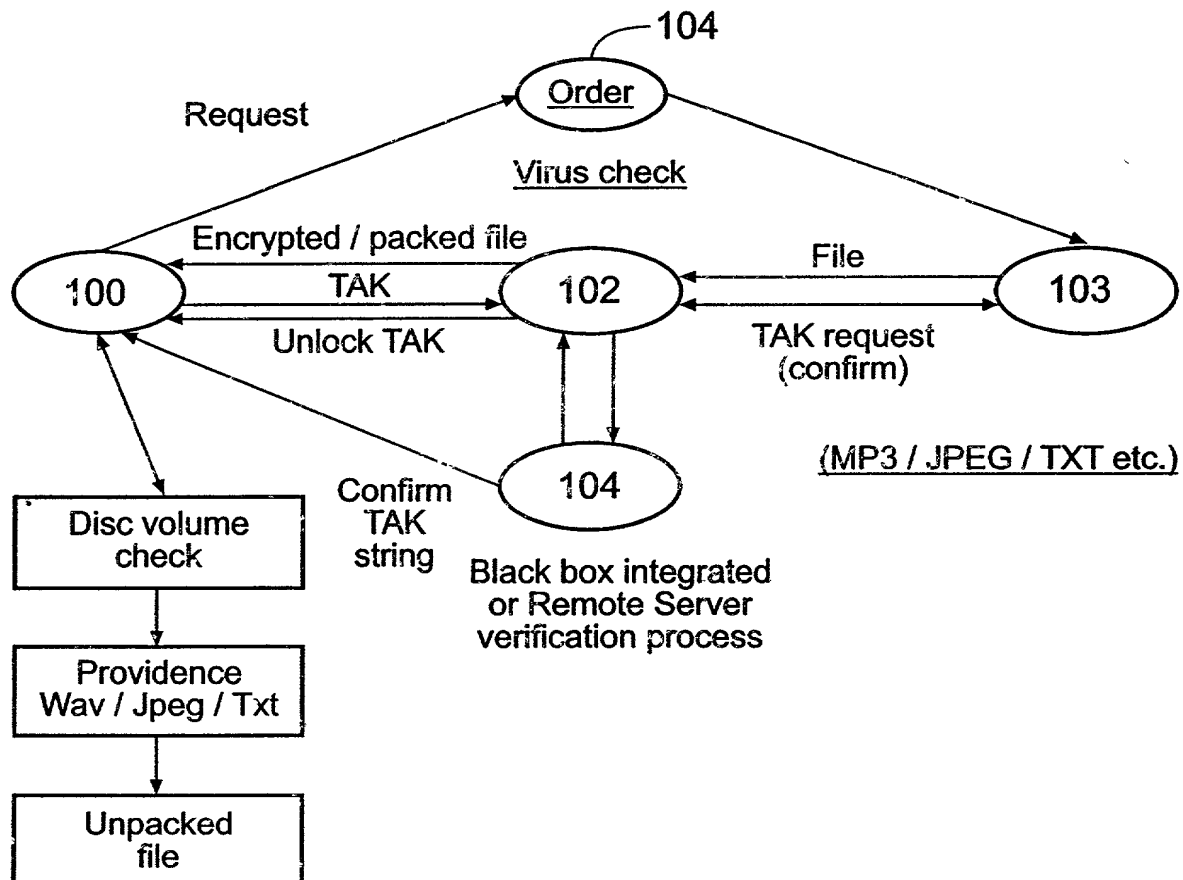 104
Order
Request
Virus check
Encrypted / packed file
File
100
TAK
102
103
Unlock TAK
TAK request
(confirm)
104
(MP3 / JPEG / TXT etc.)
Confirm
TAK
string
Disc volume
check
Black box integrated
or Remote Server
verification process
Providence
Wav / Jpeg / Txt
Unpacked
file